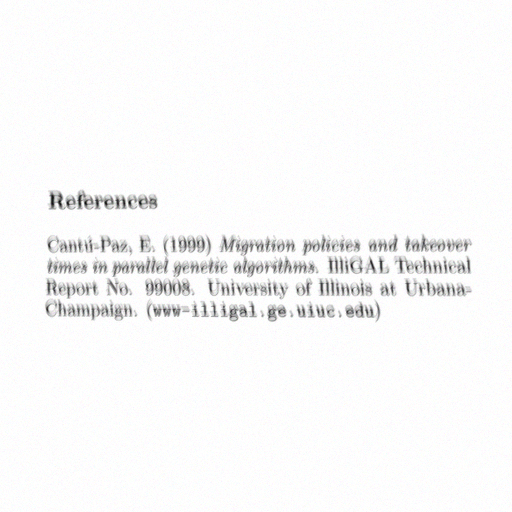 References
Cantú-Paz, E. (1999) Migration policies and takeover
times in parallel genetic algorithms. IlliGAL Technical
Report No. 99008. University of Illinois at Urbana-
Champaign. (www-illigal.ge.uiuc.edu)